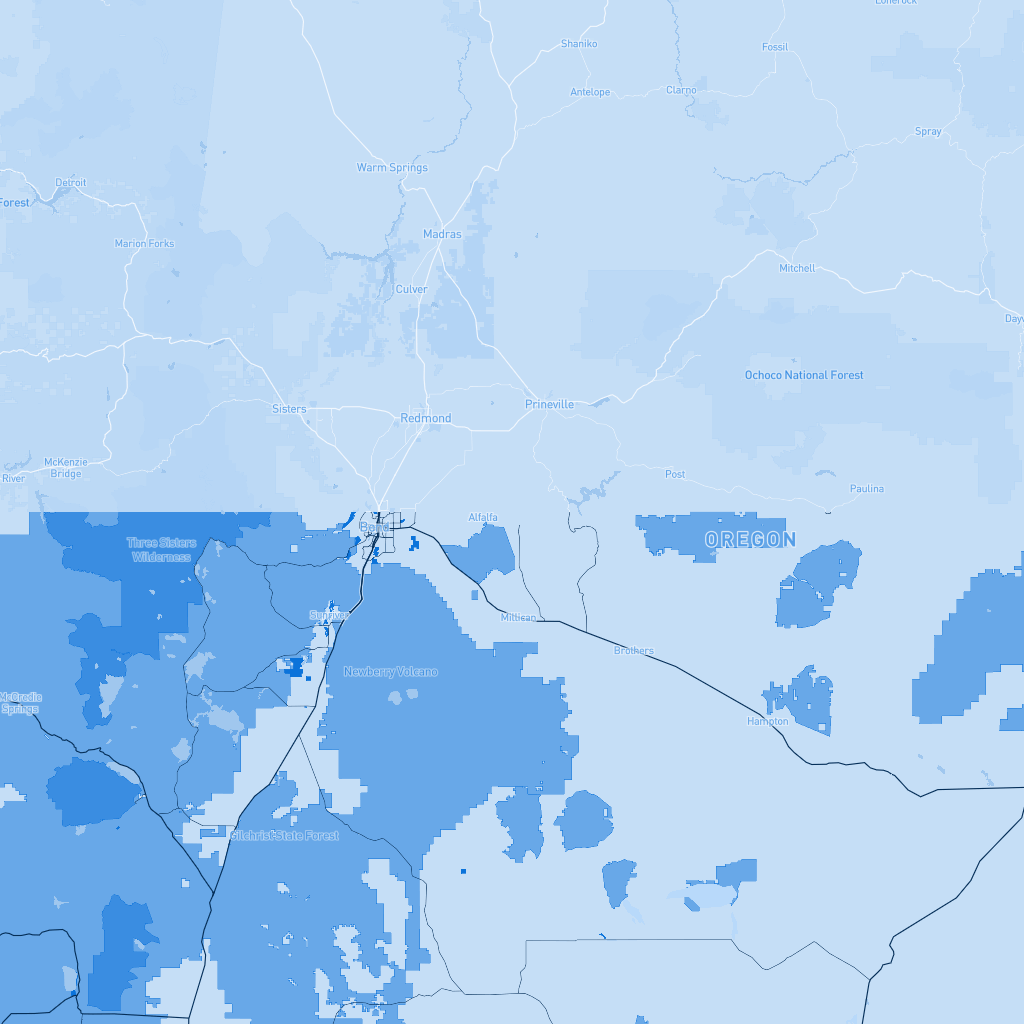 Lonerock
Shaniko
Fossil
Antelope
Clarno
Spray
Warm Springs
Detroit
Forest
Madras
Marion Forks
Mitchell
Culver
Ochoco National Forest
Sisters
Redmond
Prineville
McKenzie
Bridge
River
Post
Paulina
Alfalfa
Bend
OREGON
Three Sisters
Wilderness
Sunriver
Millican
Brothers
Newberry Volcano
McCredie
Springs
Hampton
Gilchrist State Forest